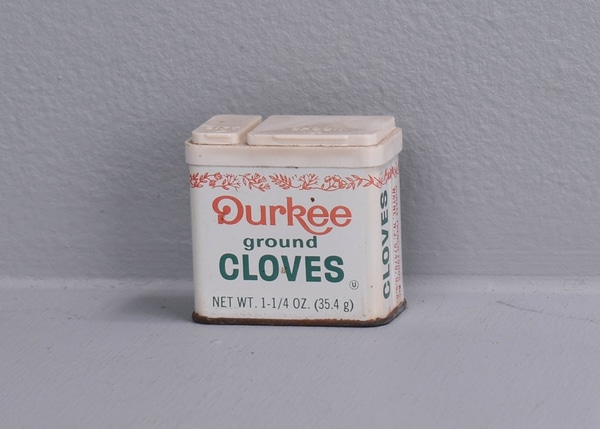 Durkee
ground
CLOVES
U
NET WT. 1-1/4 OZ. (35.4 g)
CLOVES